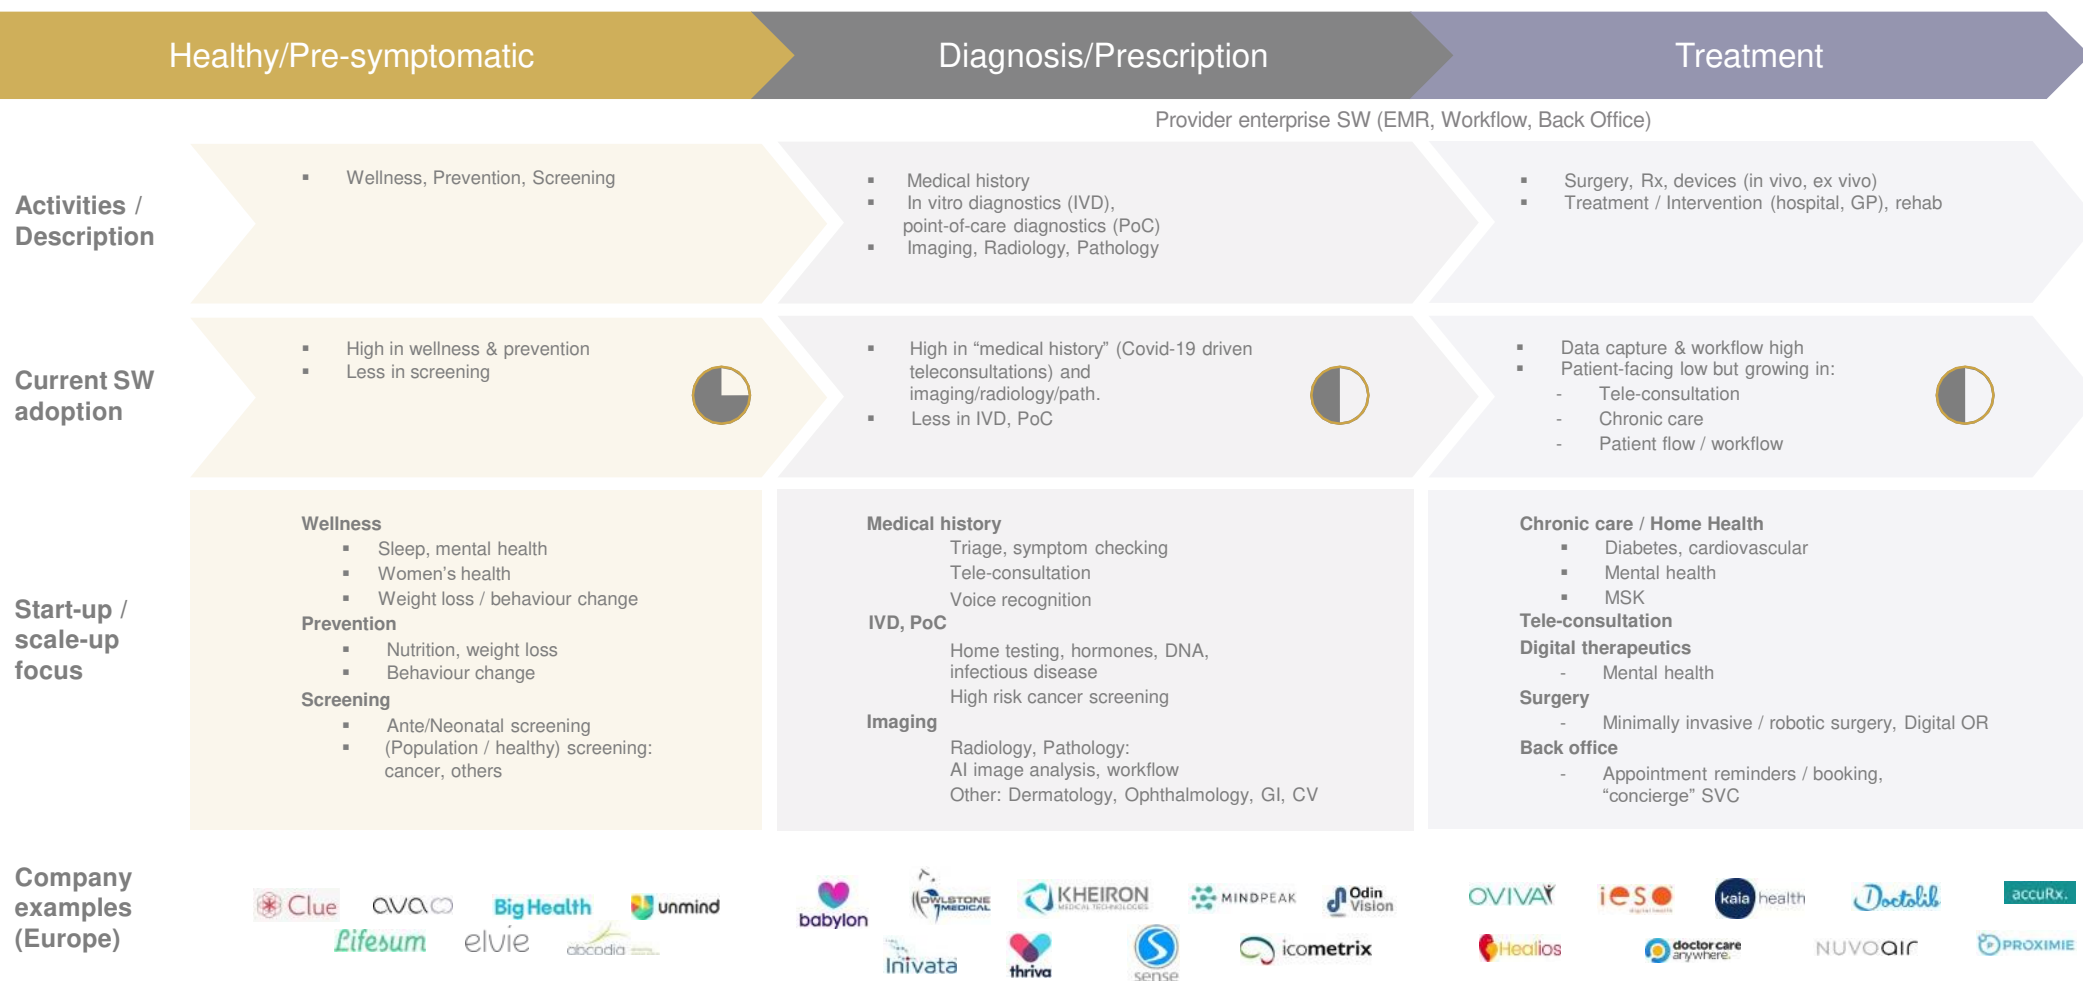 Healthy/Pre-symptomatic
Diagnosis/Prescription
Treatment
Provider enterprise SW (EMR, Workflow, Back Office)
Activities /
Description
▪ Wellness, Prevention, Screening
▪ Medical history
▪ In vitro diagnostics (IVD),
point-of-care diagnostics (PoC)
▪ Imaging, Radiology, Pathology
▪ Surgery, Rx, devices (in vivo, ex vivo)
▪ Treatment / Intervention (hospital, GP), rehab
Current SW
adoption
▪ High in wellness & prevention
▪ Less in screening
▪ High in “medical history” (Covid-19 driven
teleconsultations) and
imaging/radiology/path.
▪ Less in IVD, PoC
▪ Data capture & workflow high
▪ Patient-facing low but growing in:
- Tele-consultation
- Chronic care
- Patient flow / workflow
Start-up /
scale-up
focus
Wellness
▪ Sleep, mental health
▪ Women’s health
▪ Weight loss / behaviour change
Prevention
▪ Nutrition, weight loss
▪ Behaviour change
Screening
▪ Ante/Neonatal screening
▪ (Population / healthy) screening:
cancer, others
Medical history
Triage, symptom checking
Tele-consultation
Voice recognition
IVD, PoC
Home testing, hormones, DNA,
infectious disease
High risk cancer screening
Imaging
Radiology, Pathology:
AI image analysis, workflow
Other: Dermatology, Ophthalmology, GI, CV
Chronic care / Home Health
▪ Diabetes, cardiovascular
▪ Mental health
▪ MSK
Tele-consultation
Digital therapeutics
- Mental health
Surgery
- Minimally invasive / robotic surgery, Digital OR
Back office
- Appointment reminders / booking,
“concierge” SVC
Company
examples
(Europe)
Clue
ava
Big Health
unmind
Lifesum
elvie
abcodia
babylon
OWLSTONE
MEDICAL
KHEIRON
MEDICAL TECHNOLOGIES
MINDPEAK
Odin
Vision
Inivata
thriva
sense
icometrix
OVIVA
ieso
digital health
kaia health
Doctolib
accuRx.
Healios
doctor care
anywhere.
NUVOAIR
PROXIMIE